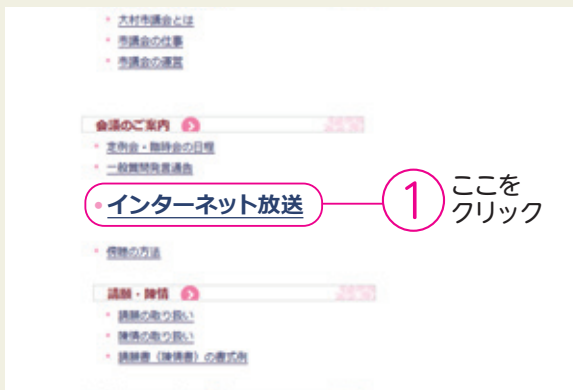 大村市議会とは
市議会の仕事
市議会の運営
会議のご案内
定例会・臨時会の日程
一般質問発言通告
インターネット放送
1
ここを
クリック
傍聴の方法
請願・陳情
請願の取り扱い
陳情の取り扱い
請願書（陳情書）の書式例